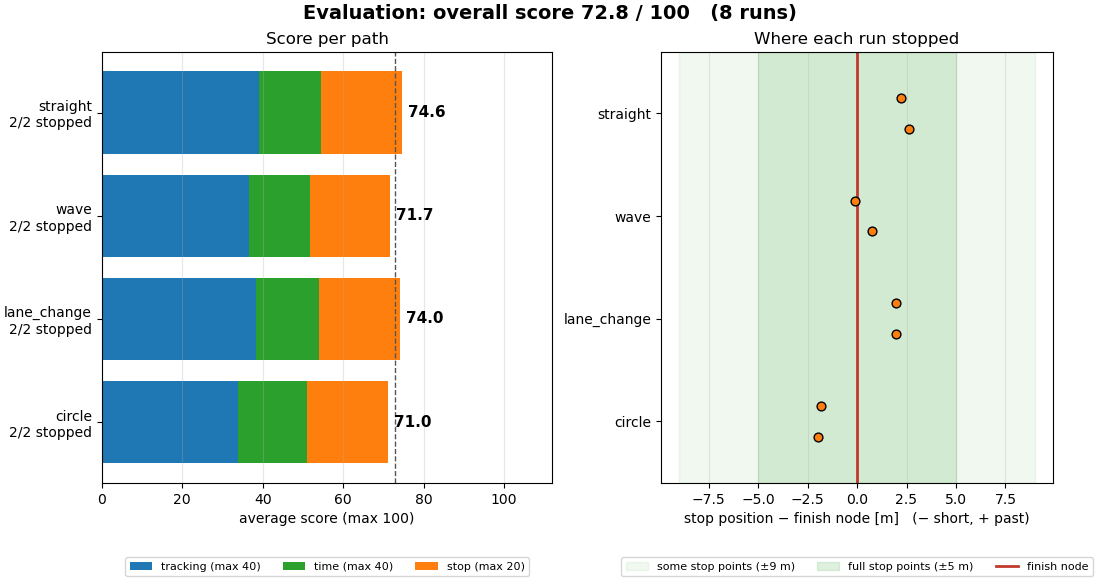 Evaluation: overall score 72.8 / 100   (8 runs)
Score per path
straight
2/2 stopped
74.6
wave
2/2 stopped
71.7
lane_change
2/2 stopped
74.0
circle
2/2 stopped
71.0
0 20 40 60 80 100
average score (max 100)
tracking (max 40) time (max 40) stop (max 20)
Where each run stopped
straight
wave
lane_change
circle
−7.5 −5.0 −2.5 0.0 2.5 5.0 7.5
stop position − finish node [m]   (− short, + past)
some stop points (±9 m) full stop points (±5 m) finish node